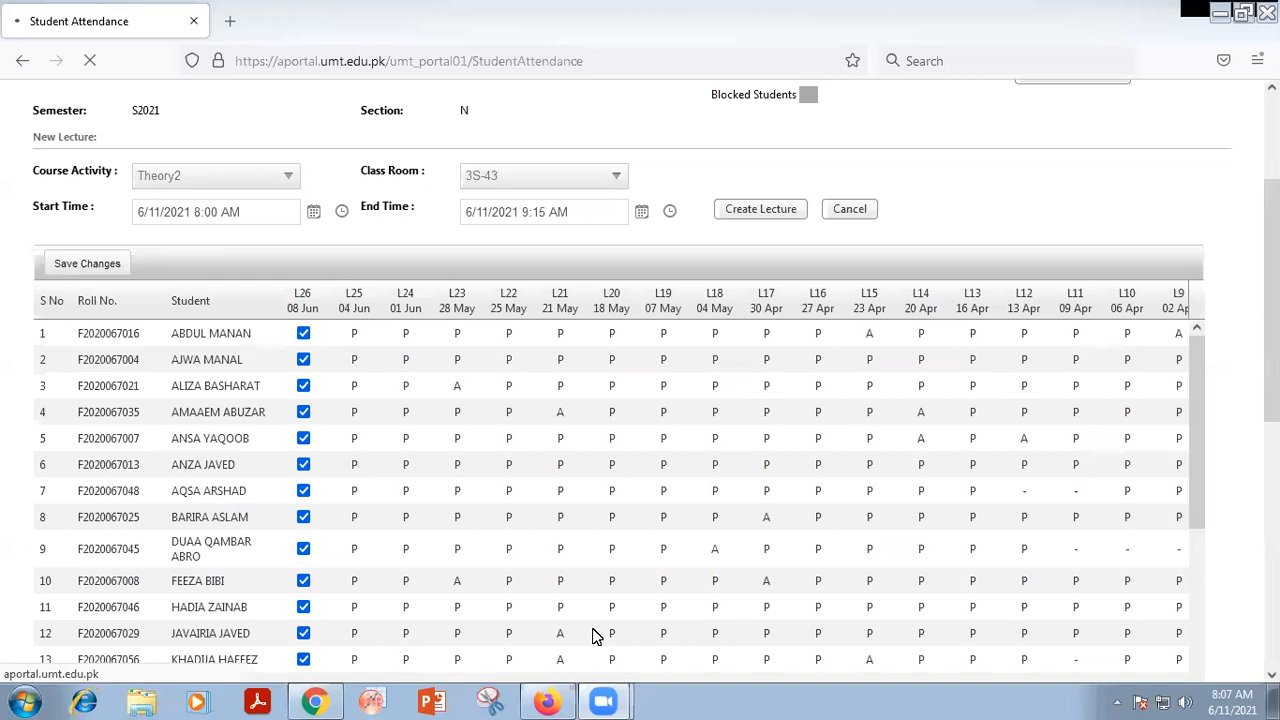 Student Attendance
https://aportal.umt.edu.pk/umt_portal01/StudentAttendance Search
Blocked Students
Semester: S2021 Section: N
New Lecture:
Course Activity : Theory2 Class Room : 3S-43
Start Time : 6/11/2021 8:00 AM End Time : 6/11/2021 9:15 AM Create Lecture Cancel
Save Changes
S No Roll No. Student L26 08 Jun L25 04 Jun L24 01 Jun L23 28 May L22 25 May L21 21 May L20 18 May L19 07 May L18 04 May L17 30 Apr L16 27 Apr L15 23 Apr L14 20 Apr L13 16 Apr L12 13 Apr L11 09 Apr L10 06 Apr L9 02 Apr
1 F2020067016 ABDUL MANAN P P P P P P P P P P A P P P P P A
2 F2020067004 AJWA MANAL P P P P P P P P P P P P P P P P P
3 F2020067021 ALIZA BASHARAT P P A P P P P P P P P P P P P P P
4 F2020067035 AMAAEM ABUZAR P P P P A P P P P P P A P P P P P
5 F2020067007 ANSA YAQOOB P P P P P P P P P P P A P A P P P
6 F2020067013 ANZA JAVED P P P P P P P P P P P P P P P P P
7 F2020067048 AQSA ARSHAD P P P P P P P P P P P P P - - P P
8 F2020067025 BARIRA ASLAM P P P P P P P P A P P P P P P P P
9 F2020067045 DUAA QAMBAR ABRO P P P P P P P A P P P P P P - - -
10 F2020067008 FEEZA BIBI P P A P P P P P A P P P P P P P P
11 F2020067046 HADIA ZAINAB P P P P P P P P P P P P P P P P P
12 F2020067029 JAVAIRIA JAVED P P P P A P P P P P P P P P P P P
13 F2020067056 KHADIJA HAFEEZ P P P P A P P P P P A P P P - P P
aportal.umt.edu.pk
8:07 AM
6/11/2021